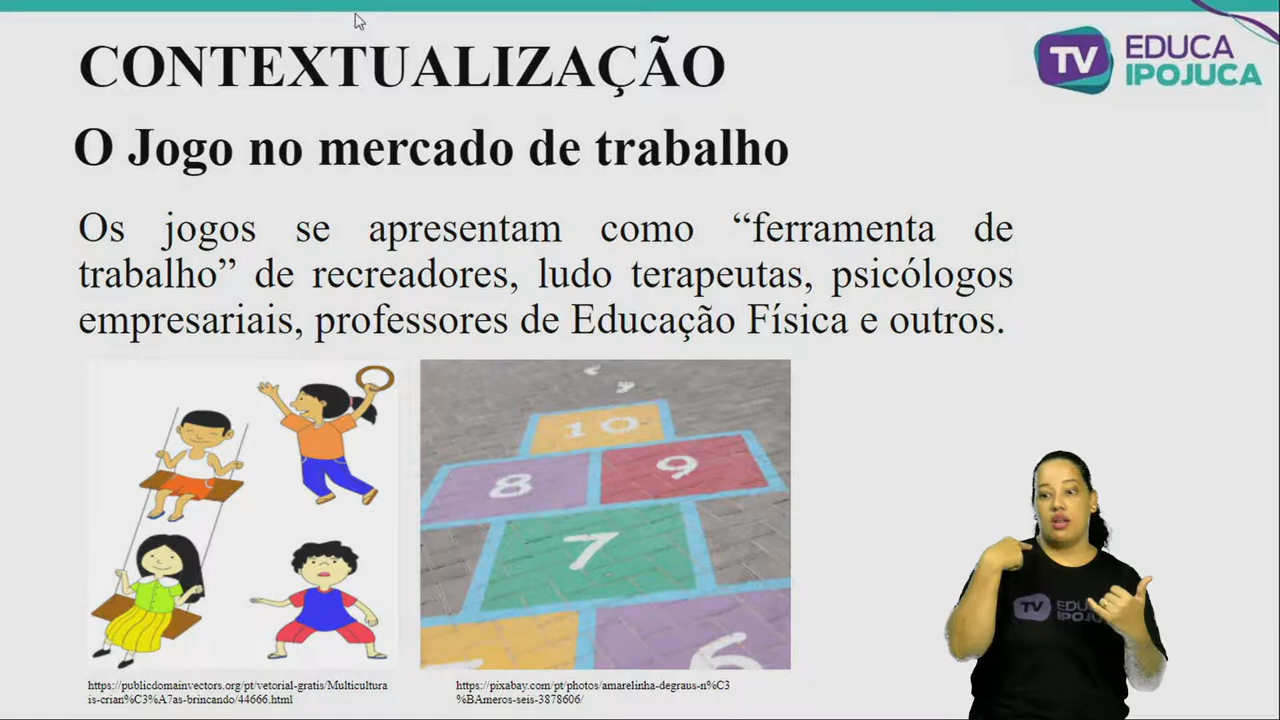 CONTEXTUALIZAÇÃO
TV EDUCA
IPOJUCA
O Jogo no mercado de trabalho
Os jogos se apresentam como “ferramenta de
trabalho” de recreadores, ludo terapeutas, psicólogos
empresariais, professores de Educação Física e outros.
10
8
9
7
6
TV EDU
IPOJU
https://publicdomainvectors.org/pt/vetorial-gratis/Multicultura
is-crian%C3%A7as-brincando/44666.html
https://pixabay.com/pt/photos/amarelinha-degraus-n%C3
%BAmeros-seis-3878606/